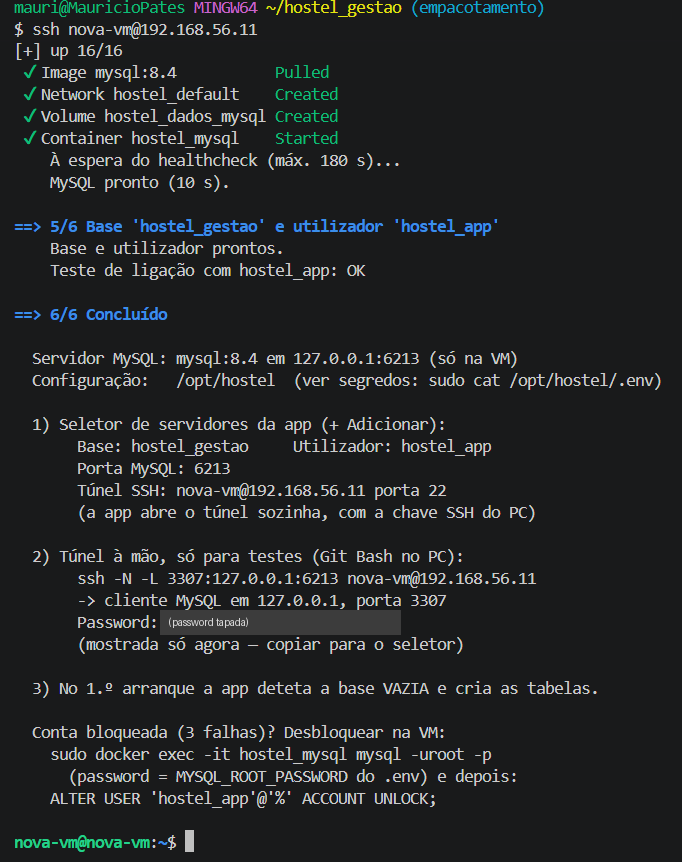 mauri@MauricioPates MINGW64 ~/hostel_gestao (empacotamento)
$ ssh nova-vm@192.168.56.11
[+] up 16/16
✓ Image mysql:8.4 Pulled
✓ Network hostel_default Created
✓ Volume hostel_dados_mysql Created
✓ Container hostel_mysql Started
À espera do healthcheck (máx. 180 s)...
MySQL pronto (10 s).
==> 5/6 Base 'hostel_gestao' e utilizador 'hostel_app'
Base e utilizador prontos.
Teste de ligação com hostel_app: OK
==> 6/6 Concluído
Servidor MySQL: mysql:8.4 em 127.0.0.1:6213 (só na VM)
Configuração: /opt/hostel (ver segredos: sudo cat /opt/hostel/.env)
1) Seletor de servidores da app (+ Adicionar):
Base: hostel_gestao Utilizador: hostel_app
Porta MySQL: 6213
Túnel SSH: nova-vm@192.168.56.11 porta 22
(a app abre o túnel sozinha, com a chave SSH do PC)
2) Túnel à mão, só para testes (Git Bash no PC):
ssh -N -L 3307:127.0.0.1:6213 nova-vm@192.168.56.11
-> cliente MySQL em 127.0.0.1, porta 3307
Password: (password tapada)
(mostrada só agora — copiar para o seletor)
3) No 1.º arranque a app deteta a base VAZIA e cria as tabelas.
Conta bloqueada (3 falhas)? Desbloquear na VM:
sudo docker exec -it hostel_mysql mysql -uroot -p
(password = MYSQL_ROOT_PASSWORD do .env) e depois:
ALTER USER 'hostel_app'@'%' ACCOUNT UNLOCK;
nova-vm@nova-vm:~$